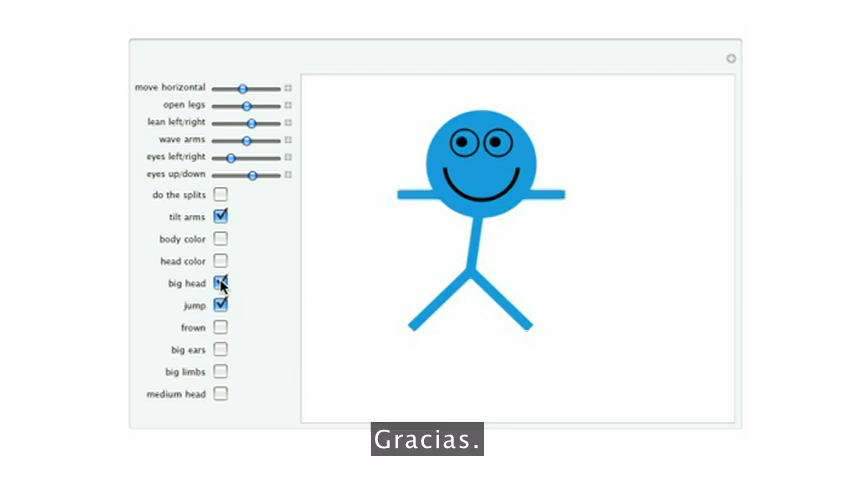 move horizontal
open legs
lean left/right
wave arms
eyes left/right
eyes up/down
do the splits
tilt arms
body color
head color
big head
jump
frown
big ears
big limbs
medium head
Gracias.